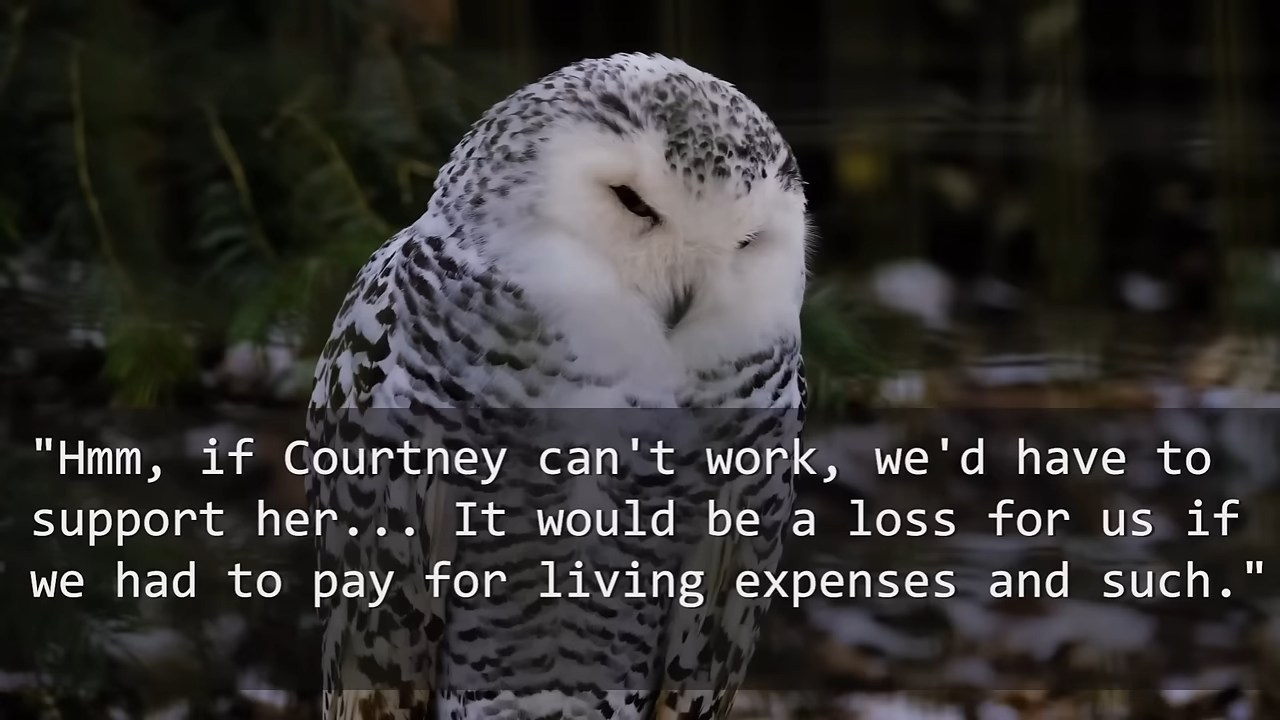 "Hmm, if Courtney can't work, we'd have to
support her... It would be a loss for us if
we had to pay for living expenses and such."